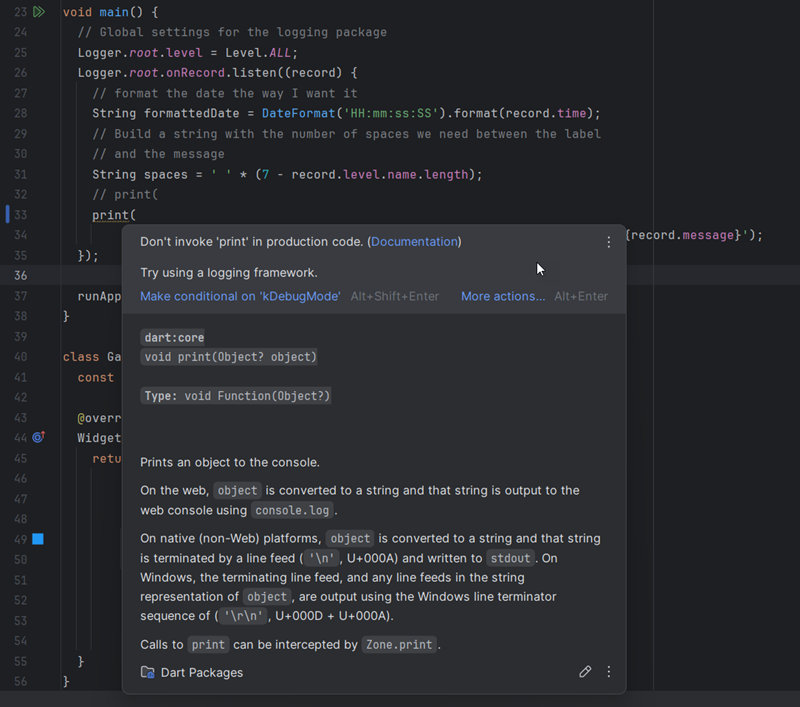 23 void main() {
24 // Global settings for the logging package
25 Logger.root.level = Level.ALL;
26 Logger.root.onRecord.listen((record) {
27 // format the date the way I want it
28 String formattedDate = DateFormat('HH:mm:ss:SS').format(record.time);
29 // Build a string with the number of spaces we need between the label
30 // and the message
31 String spaces = ' ' * (7 - record.level.name.length);
32 // print(
33 print(
34 {record.message}');
35 });
36
37 runApp
38 }
39
40 class Ga
41 const
42
43 @overr
44 Widget
45 retu
46
47
48
49
50
51
52
53
54
55 }
56 }
Don't invoke 'print' in production code. (Documentation)
Try using a logging framework.
Make conditional on 'kDebugMode' Alt+Shift+Enter More actions... Alt+Enter
dart:core
void print(Object? object)
Type: void Function(Object?)
Prints an object to the console.
On the web, object is converted to a string and that string is output to the
web console using console.log.
On native (non-Web) platforms, object is converted to a string and that string
is terminated by a line feed ('\n', U+000A) and written to stdout. On
Windows, the terminating line feed, and any line feeds in the string
representation of object, are output using the Windows line terminator
sequence of ('\r\n', U+000D + U+000A).
Calls to print can be intercepted by Zone.print.
Dart Packages